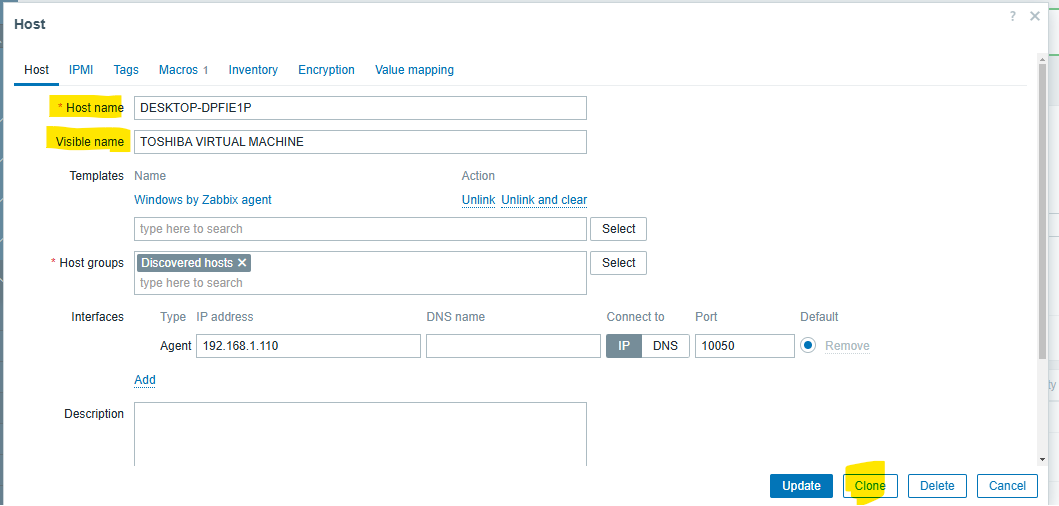 Host
?
Host IPMI Tags Macros 1 Inventory Encryption Value mapping
* Host name DESKTOP-DPFIE1P
Visible name TOSHIBA VIRTUAL MACHINE
Templates Name Action
Windows by Zabbix agent Unlink Unlink and clear
type here to search Select
* Host groups Discovered hosts Select
type here to search
Interfaces Type IP address DNS name Connect to Port Default
Agent 192.168.1.110 IP DNS 10050 Remove
Add
Description
Update Clone Delete Cancel